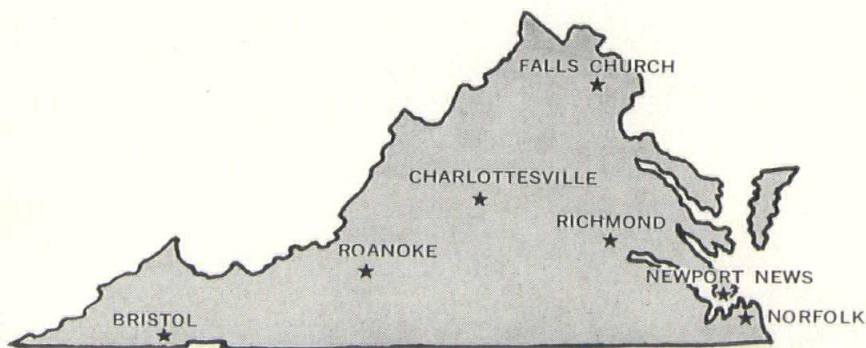 FALLS CHURCH
CHARLOTTESVILLE
RICHMOND
ROANOKE
NEWPORT NEWS
BRISTOL
NORFOLK